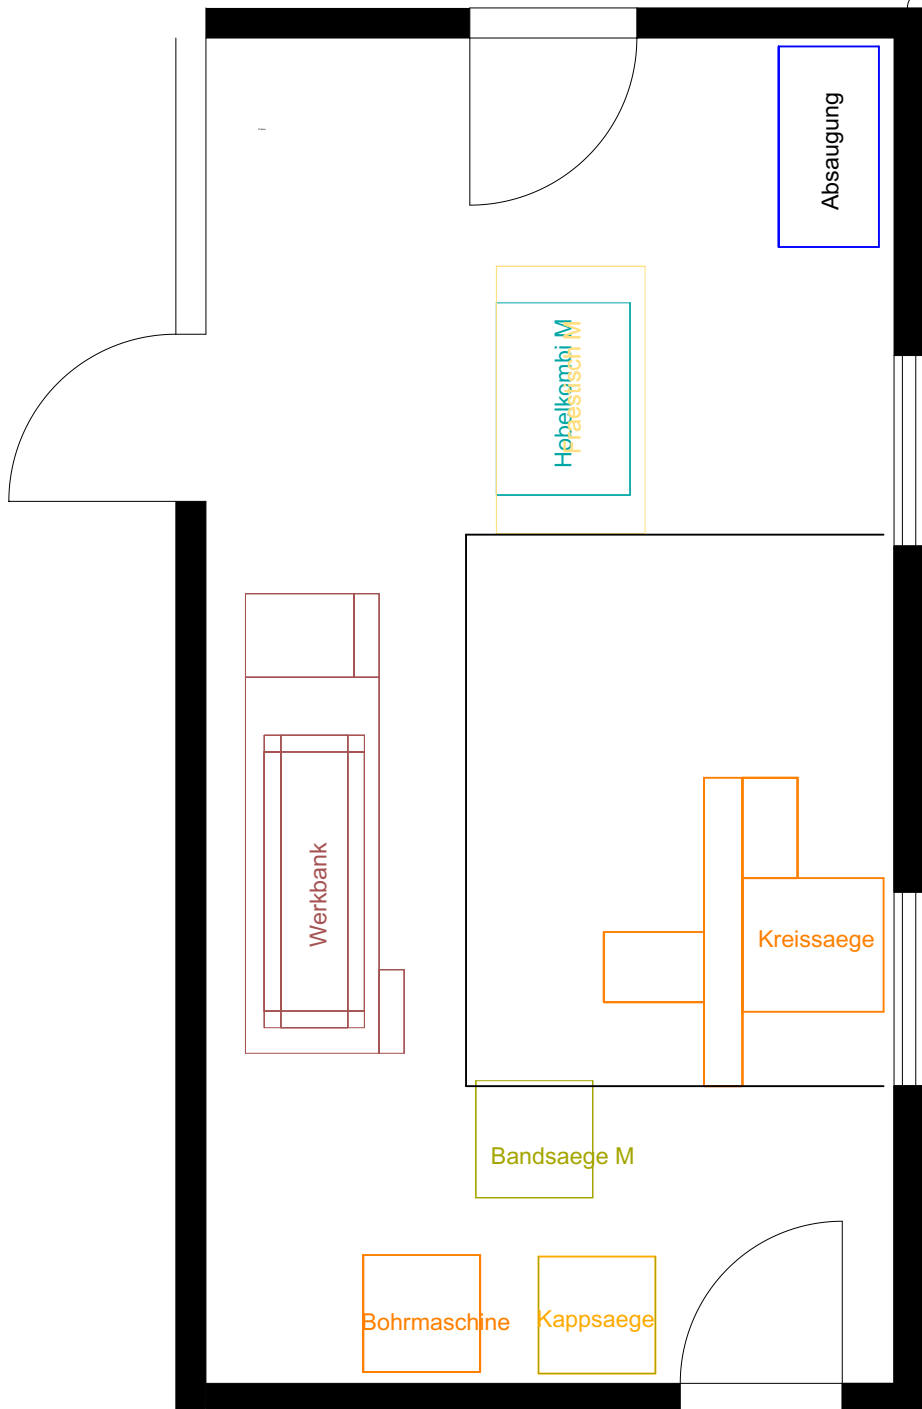 Absaugung
Hobelkombi M
Fraestisch M
Werkbank
Kreissaege
Bandsaege M
Bohrmaschine
Kappsaege